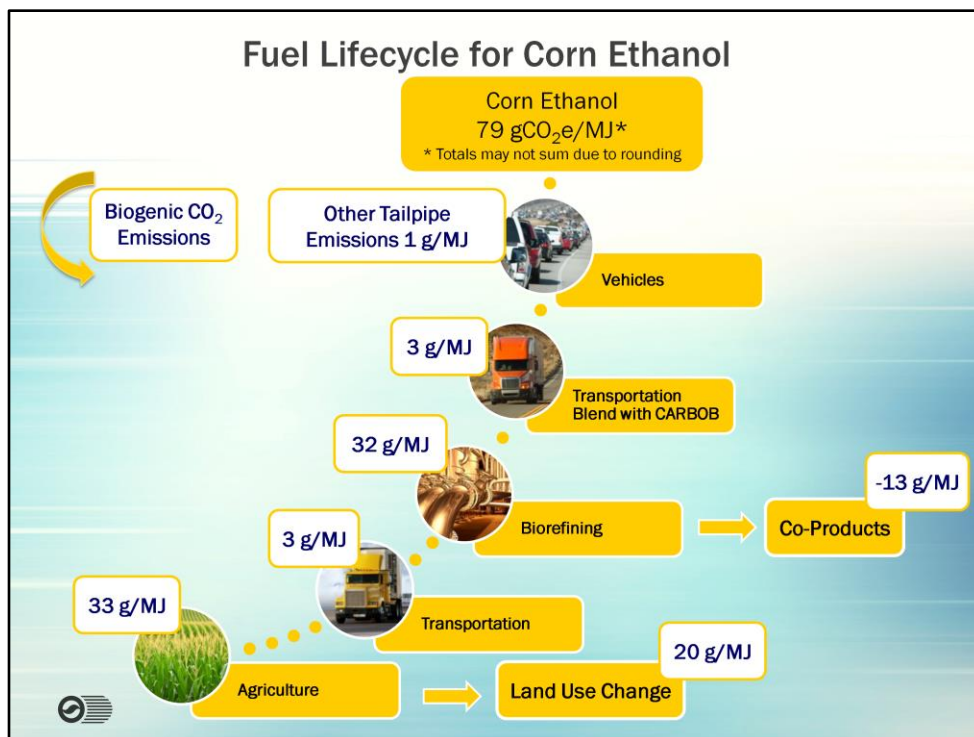 Fuel Lifecycle for Corn Ethanol
Corn Ethanol
79 gCO₂e/MJ*
* Totals may not sum due to rounding
Biogenic CO₂
Emissions
Other Tailpipe
Emissions 1 g/MJ
Vehicles
3 g/MJ
Transportation
Blend with CARBOB
32 g/MJ
Biorefining
-13 g/MJ
Co-Products
3 g/MJ
Transportation
33 g/MJ
Agriculture
20 g/MJ
Land Use Change